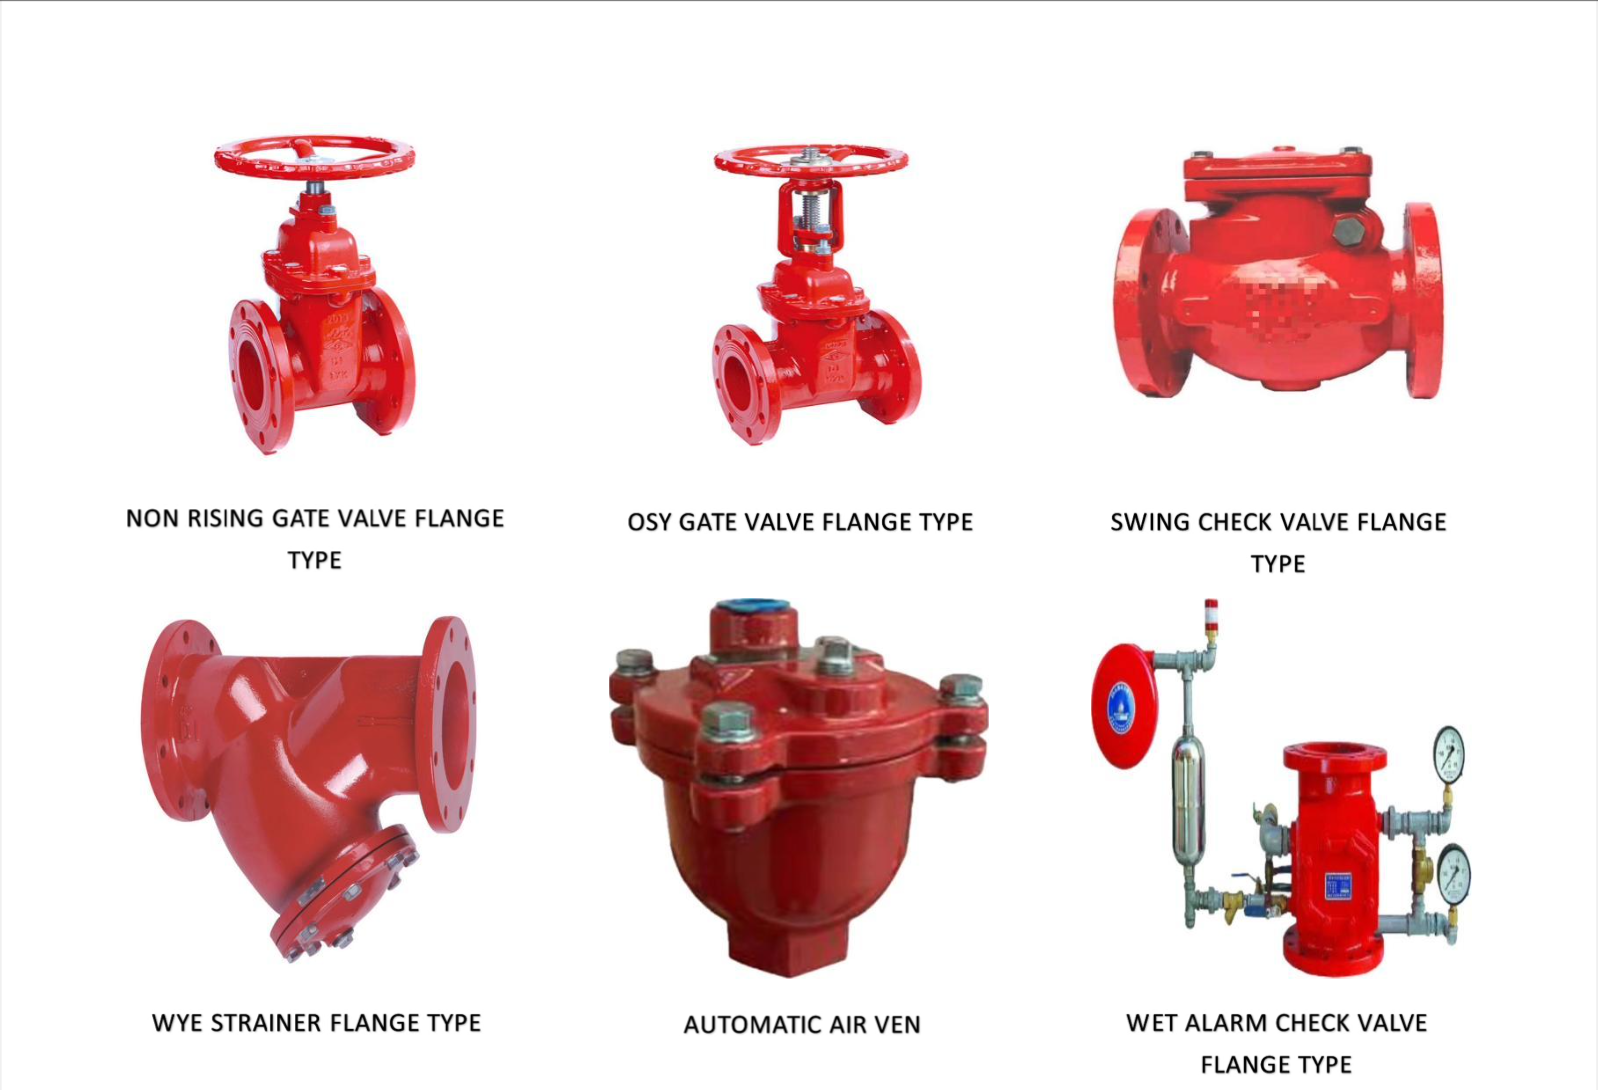 NON RISING GATE VALVE FLANGE
TYPE
OSY GATE VALVE FLANGE TYPE
SWING CHECK VALVE FLANGE
TYPE
WYE STRAINER FLANGE TYPE
AUTOMATIC AIR VEN
WET ALARM CHECK VALVE
FLANGE TYPE